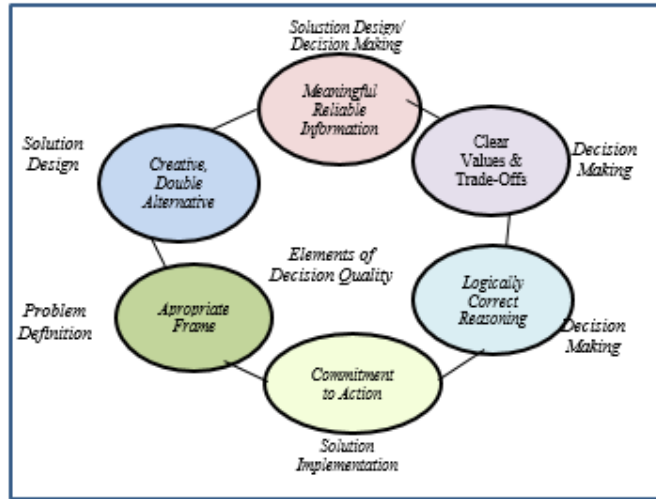 Solustion Design/
Decision Making
Meaningful
Reliable
Information
Solution
Design
Creative,
Double
Alternative
Clear
Values &
Trade-Offs
Decision
Making
Elements of
Decision Quality
Problem
Definition
Apropriate
Frame
Logically
Correct
Reasoning
Decision
Making
Commitment
to Action
Solution
Implementation